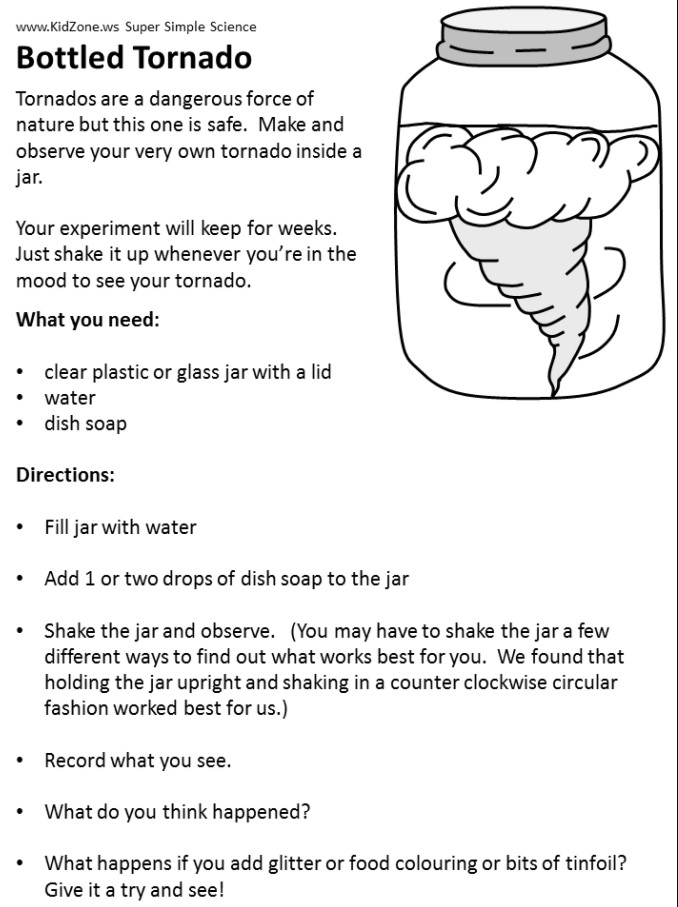 www.KidZone.ws Super Simple Science
Bottled Tornado
Tornados are a dangerous force of
nature but this one is safe. Make and
observe your very own tornado inside a
jar.
Your experiment will keep for weeks.
Just shake it up whenever you're in the
mood to see your tornado.
What you need:
• clear plastic or glass jar with a lid
• water
• dish soap
Directions:
• Fill jar with water
• Add 1 or two drops of dish soap to the jar
• Shake the jar and observe. (You may have to shake the jar a few
different ways to find out what works best for you. We found that
holding the jar upright and shaking in a counter clockwise circular
fashion worked best for us.)
• Record what you see.
• What do you think happened?
• What happens if you add glitter or food colouring or bits of tinfoil?
Give it a try and see!